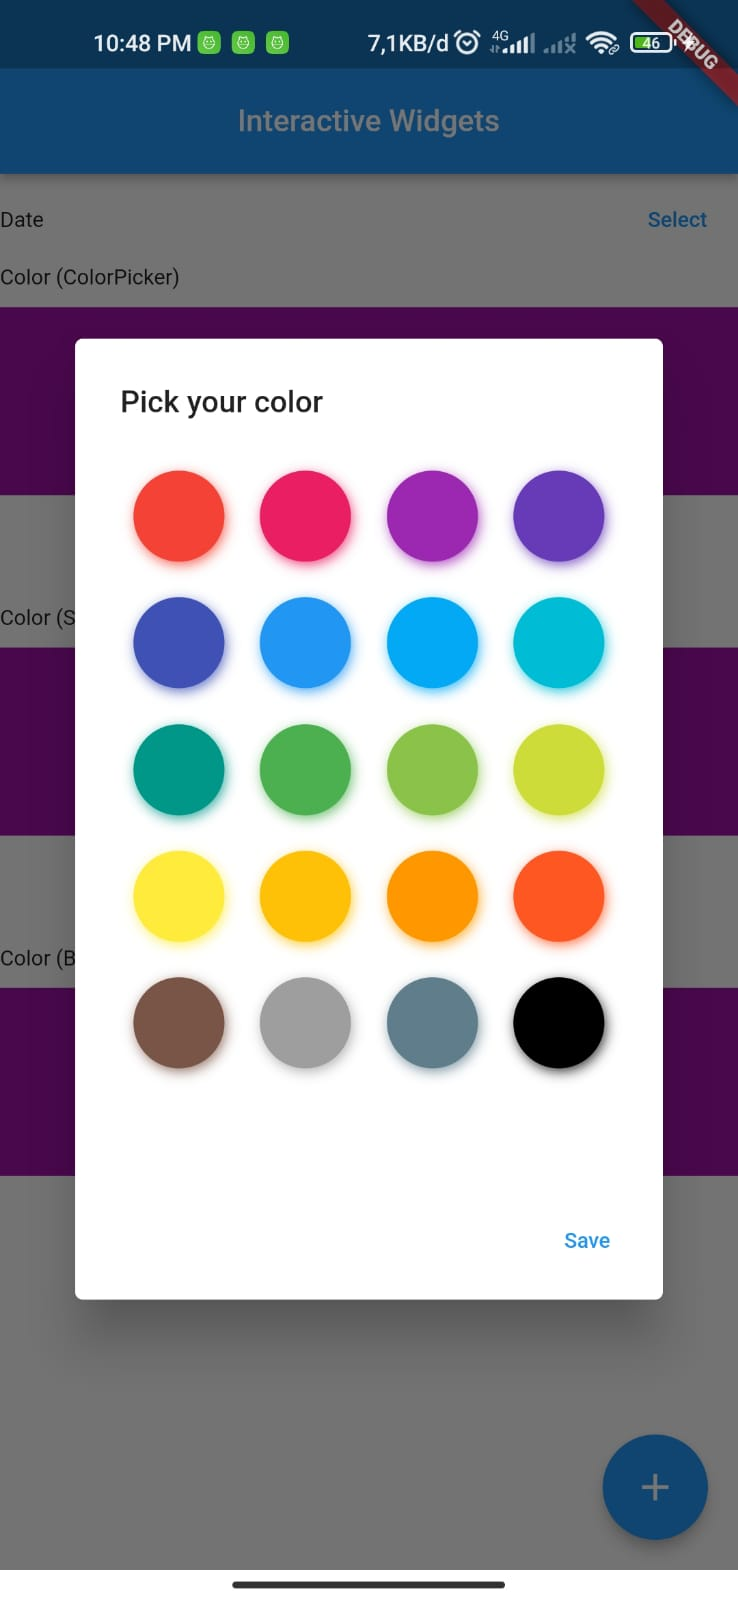 10:48 PM 7,1KB/d 4G 46
DEBUG
Interactive Widgets
Date Select
Color (ColorPicker)
Pick your color
Color (S
Color (B
Save